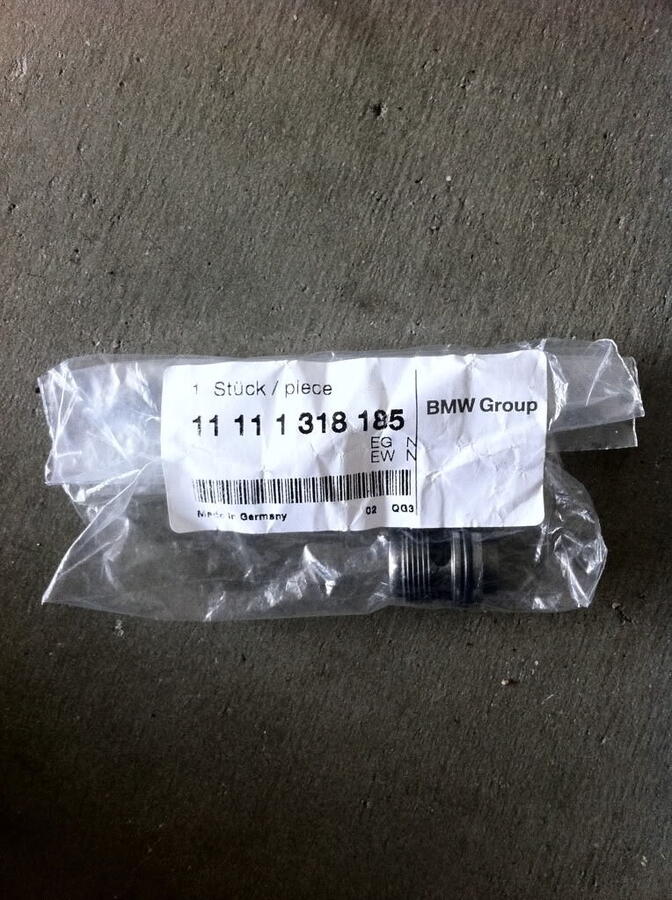 1 Stück / piece
11 11 1 318 185
BMW Group
EG N
EW N
Made in Germany 02 QG3